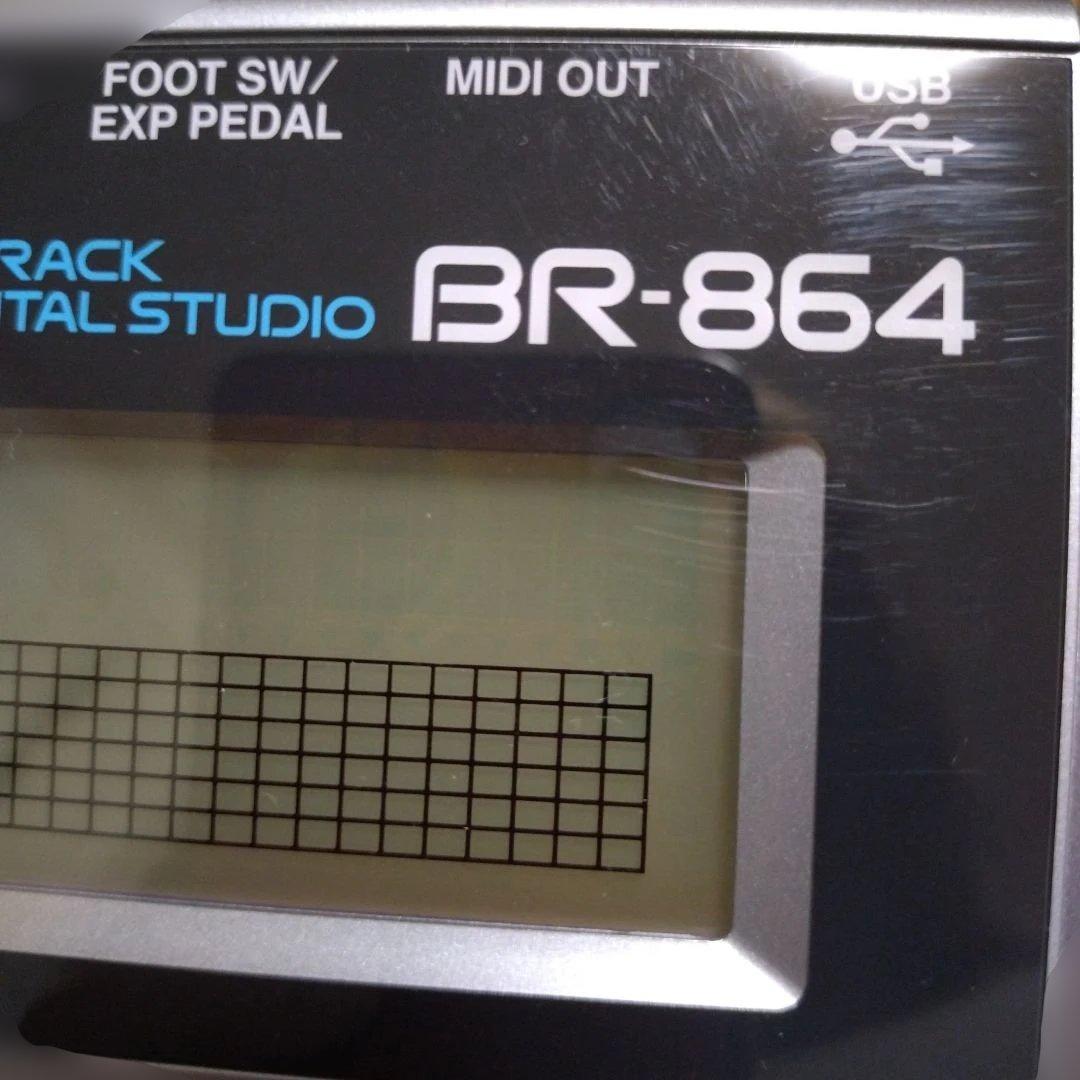 FOOT SW/
EXP PEDAL
MIDI OUT
USB
RACK
ITAL STUDIO
BR-864